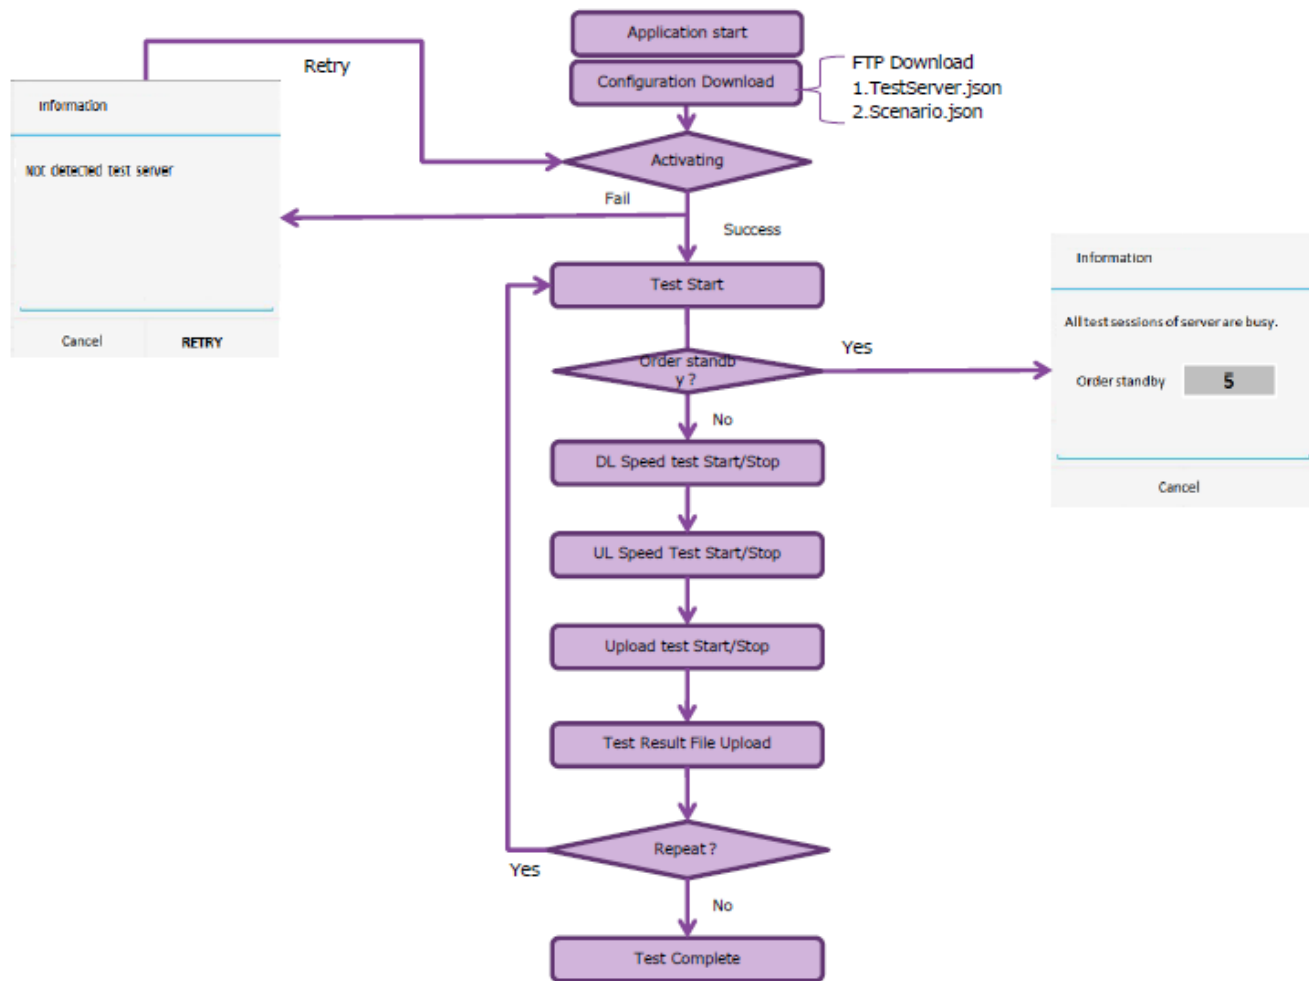 Application start
Configuration Download
FTP Download
1.TestServer.json
2.Scenario.json
Retry
Information
Not detected test server
Cancel
RETRY
Activating
Fail
Success
Test Start
Order standb
y ?
Yes
Information
All test sessions of server are busy.
Order standby
5
Cancel
No
DL Speed test Start/Stop
UL Speed Test Start/Stop
Upload test Start/Stop
Test Result File Upload
Repeat ?
Yes
No
Test Complete